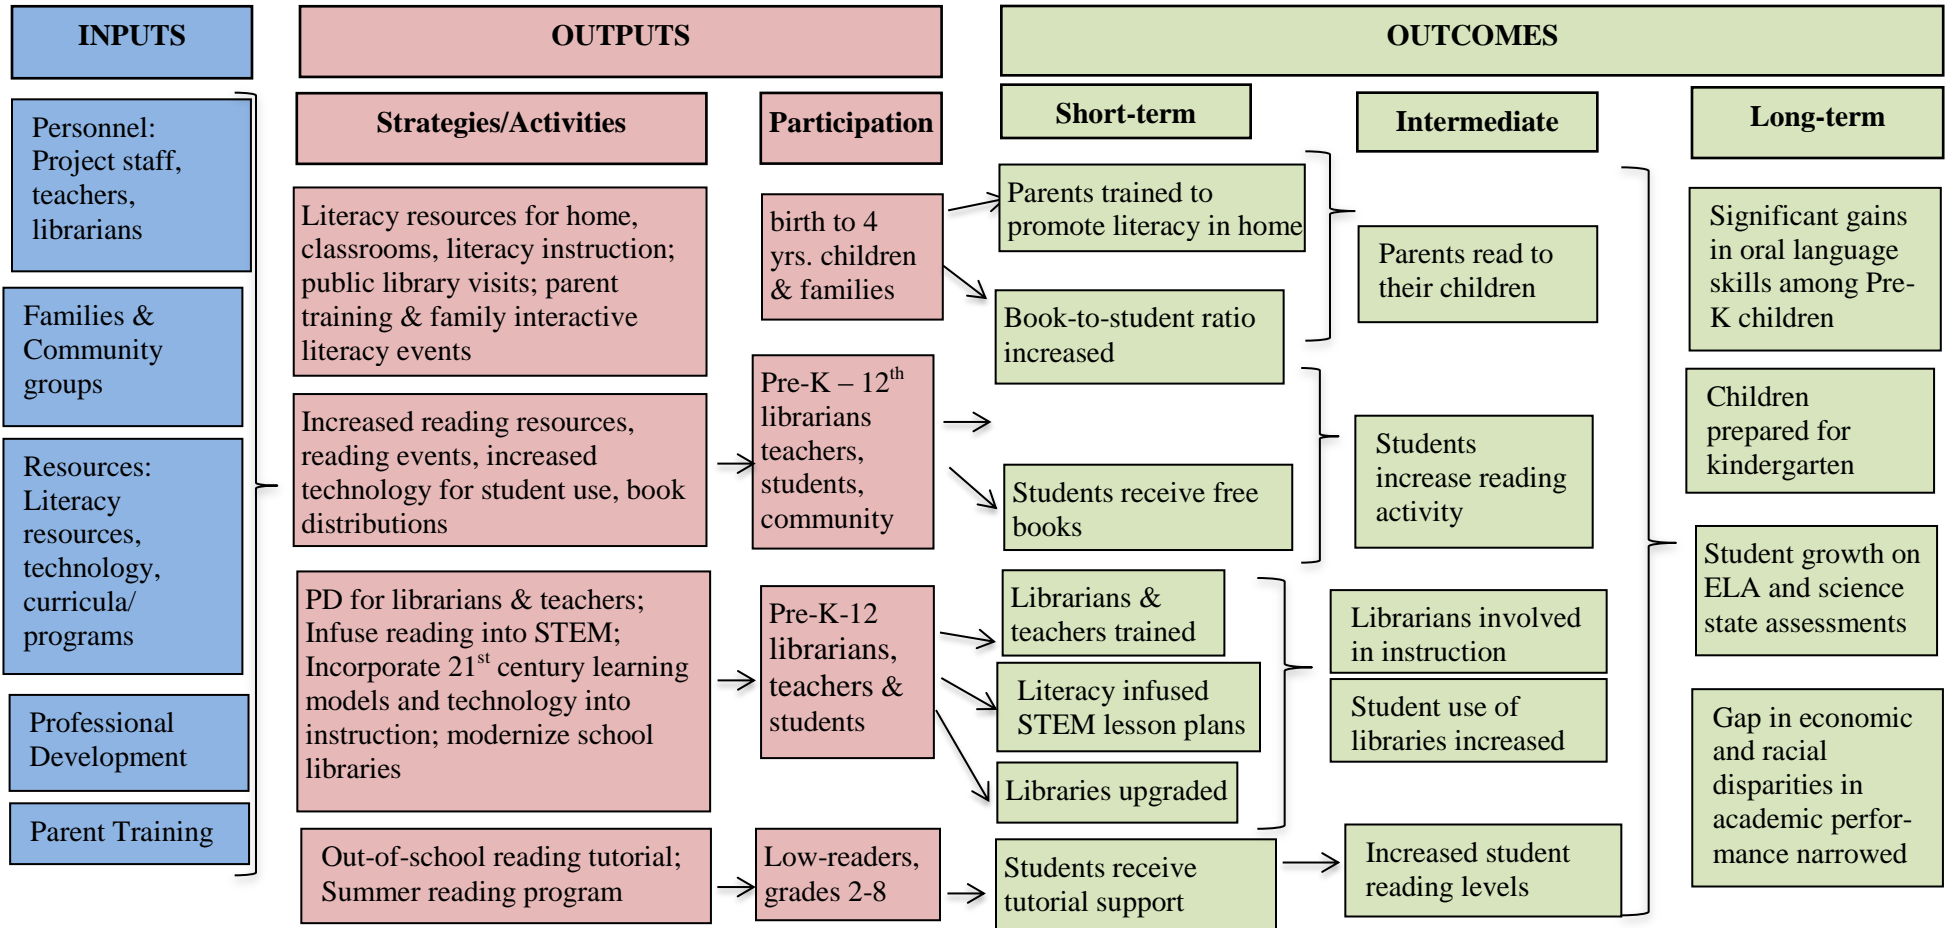 INPUTS
OUTPUTS
OUTCOMES
Personnel:
Project staff,
teachers,
librarians
Families &
Community
groups
Resources:
Literacy
resources,
technology,
curricula/
programs
Professional
Development
Parent Training
Strategies/Activities
Literacy resources for home,
classrooms, literacy instruction;
public library visits; parent
training & family interactive
literacy events
Increased reading resources,
reading events, increased
technology for student use, book
distributions
PD for librarians & teachers;
Infuse reading into STEM;
Incorporate 21st century learning
models and technology into
instruction; modernize school
libraries
Out-of-school reading tutorial;
Summer reading program
Participation
birth to 4
yrs. children
& families
Pre-K – 12th
librarians
teachers,
students,
community
Pre-K-12
librarians,
teachers &
students
Low-readers,
grades 2-8
Short-term
Parents trained to
promote literacy in home
Book-to-student ratio
increased
Students receive free
books
Librarians &
teachers trained
Literacy infused
STEM lesson plans
Libraries upgraded
Students receive
tutorial support
Intermediate
Parents read to
their children
Students
increase reading
activity
Librarians involved
in instruction
Student use of
libraries increased
Increased student
reading levels
Long-term
Significant gains
in oral language
skills among Pre-
K children
Children
prepared for
kindergarten
Student growth on
ELA and science
state assessments
Gap in economic
and racial
disparities in
academic perfor-
mance narrowed